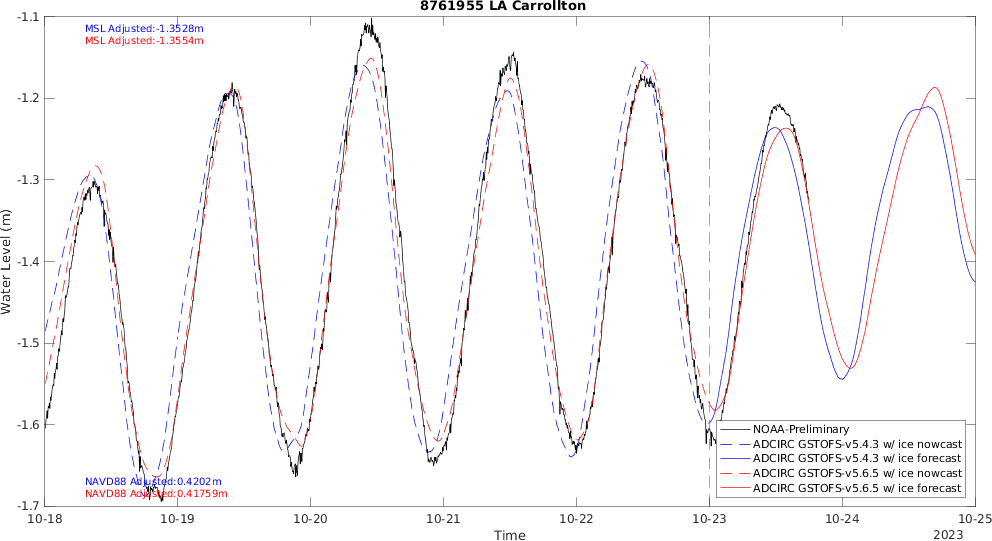 8761955 LA Carrollton
MSL Adjusted:-1.3528m
MSL Adjusted:-1.3554m
-1.1
-1.2
-1.3
-1.4
-1.5
-1.6
-1.7
Water Level (m)
NAVD88 Adjusted:0.4202m
NAVD88 Adjusted:0.41759m
NOAA-Preliminary
ADCIRC GSTOFS-v5.4.3 w/ ice nowcast
ADCIRC GSTOFS-v5.4.3 w/ ice forecast
ADCIRC GSTOFS-v5.6.5 w/ ice nowcast
ADCIRC GSTOFS-v5.6.5 w/ ice forecast
10-18 10-19 10-20 10-21 10-22 10-23 10-24 10-25
Time
2023